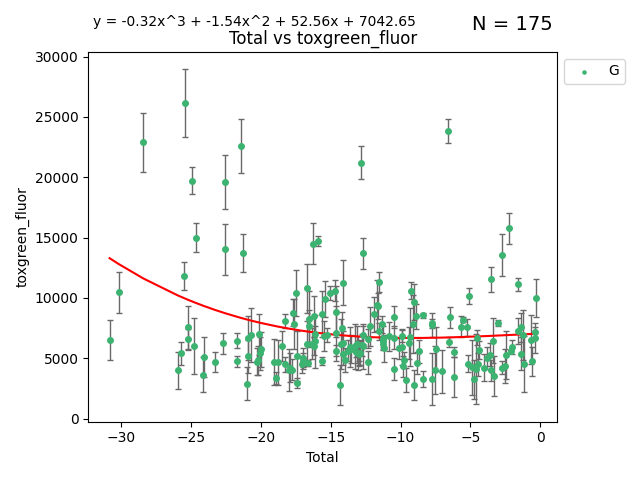 y = -0.32x^3 + -1.54x^2 + 52.56x + 7042.65
N = 175
Total vs toxgreen_fluor
G
30000
25000
20000
15000
10000
5000
0
toxgreen_fluor
−30
−25
−20
−15
−10
−5
0
Total